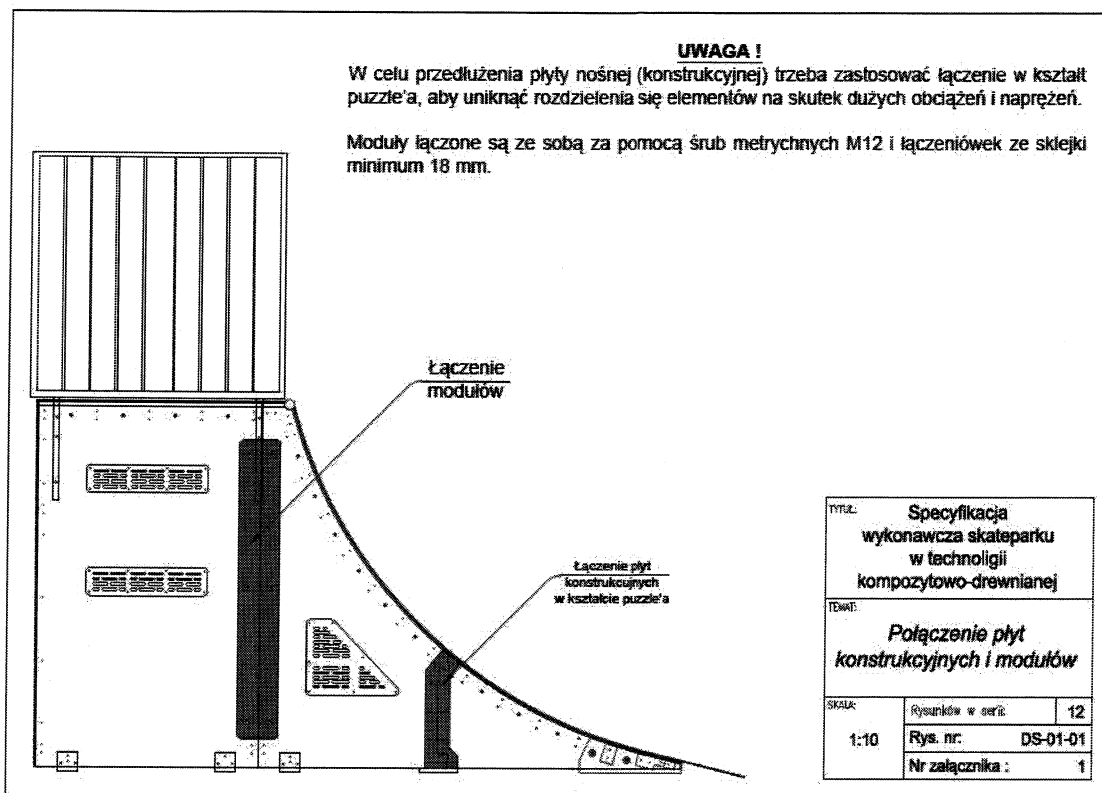 UWAGA !
W celu przedłużenia płyty nośnej (konstrukcyjnej) trzeba zastosować łączenie w kształt
puzzle'a, aby uniknąć rozdzielenia się elementów na skutek dużych obciążeń i naprężeń.
Moduły łączone są ze sobą za pomocą śrub metrycznych M12 i łączeniówek ze sklejki
minimum 18 mm.
Łączenie
modułów
Łączenie płyt
konstrukcujnych
w kształcie puzzle'a
TYTUŁ:
Specyfikacja
wykonawcza skateparku
w technoligii
kompozytowo-drewnianej
TEMAT:
Połączenie płyt
konstrukcyjnych i modułów
SKALA:
1:10
Rysunków w serii: 12
Rys. nr: DS-01-01
Nr załącznika : 1